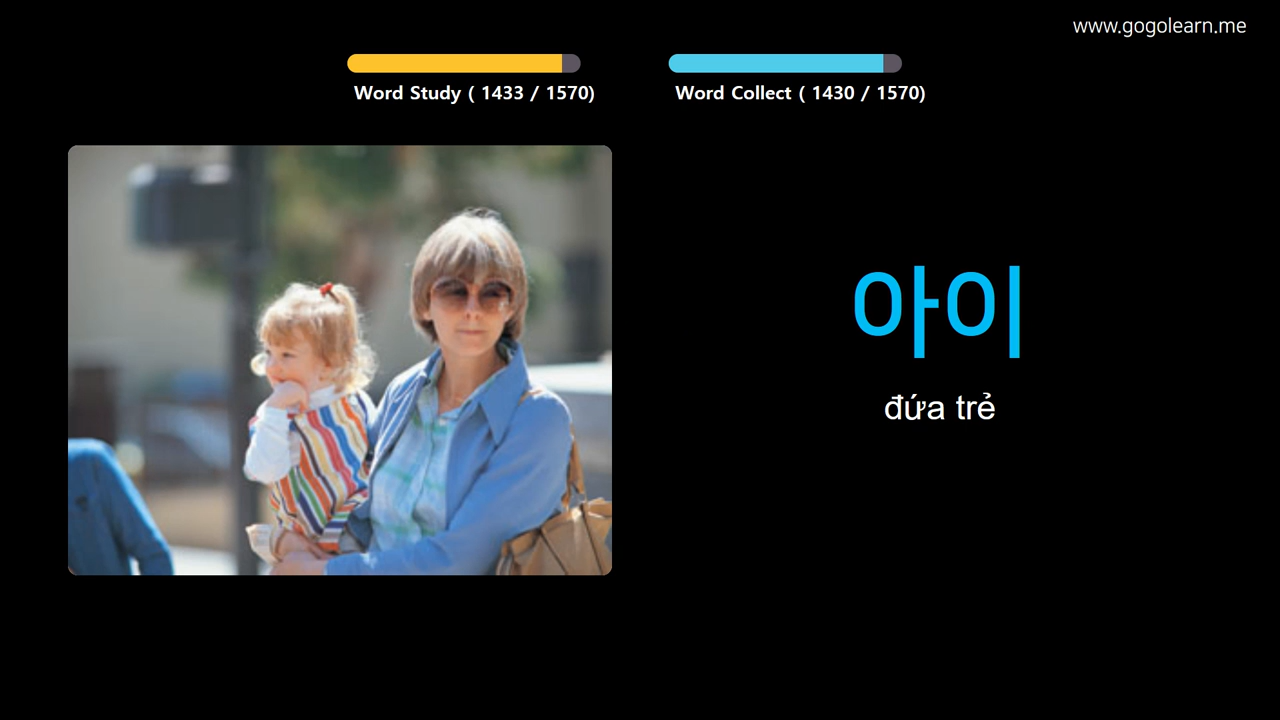 www.gogolearn.me
Word Study ( 1433 / 1570)
Word Collect ( 1430 / 1570)
아이
đứa trẻ